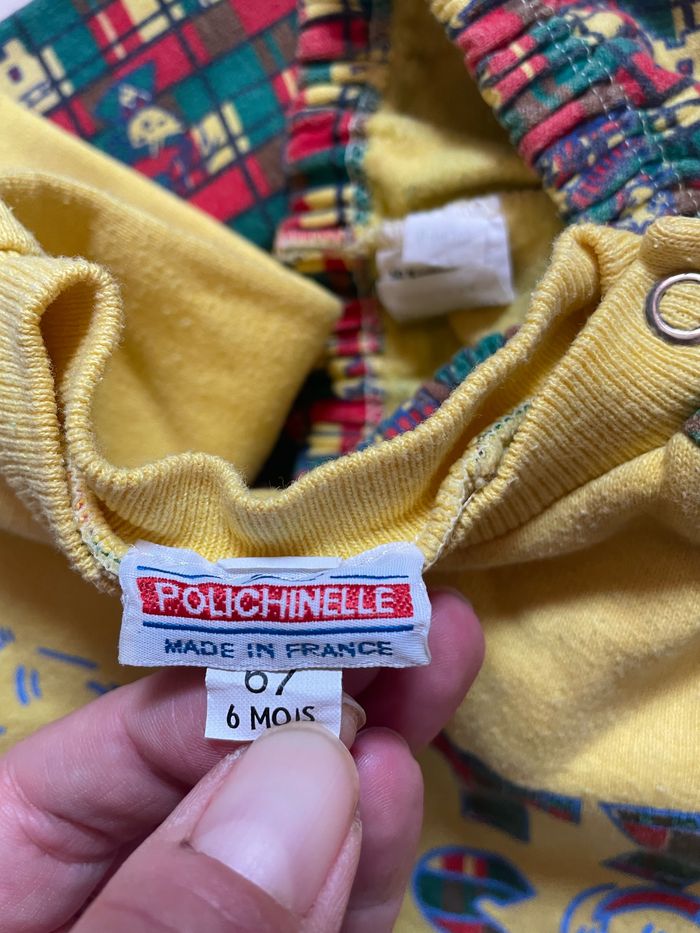 POLICHINELLE
MADE IN FRANCE
67
6 MOIS